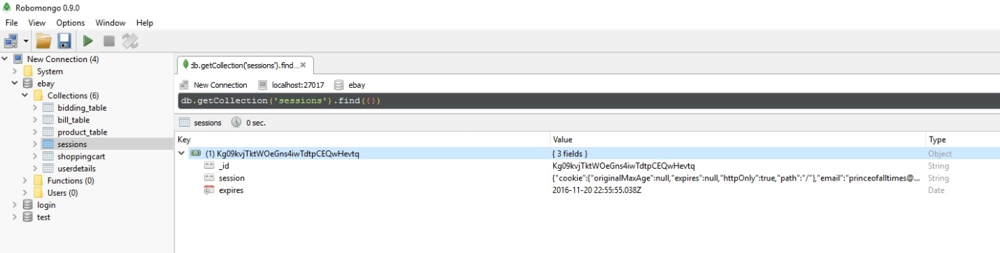 Robomongo 0.9.0
File View Options Window Help
New Connection (4)
System
ebay
Collections (6)
bidding_table
bill_table
product_table
sessions
shoppingcart
userdetails
Functions (0)
Users (0)
login
test
db.getCollection('sessions').find...
New Connection localhost:27017 ebay
db.getCollection('sessions').find({})
sessions 0 sec.
Key Value Type
(1) Kg09kvjTktWOeGns4iwTdtpCEQwHevtq { 3 fields } Object
_id Kg09kvjTktWOeGns4iwTdtpCEQwHevtq String
session {"cookie":{"originalMaxAge":null,"expires":null,"httpOnly":true,"path":"/"},"email":"princeofalltimes@... String
expires 2016-11-20 22:55:55.038Z Date